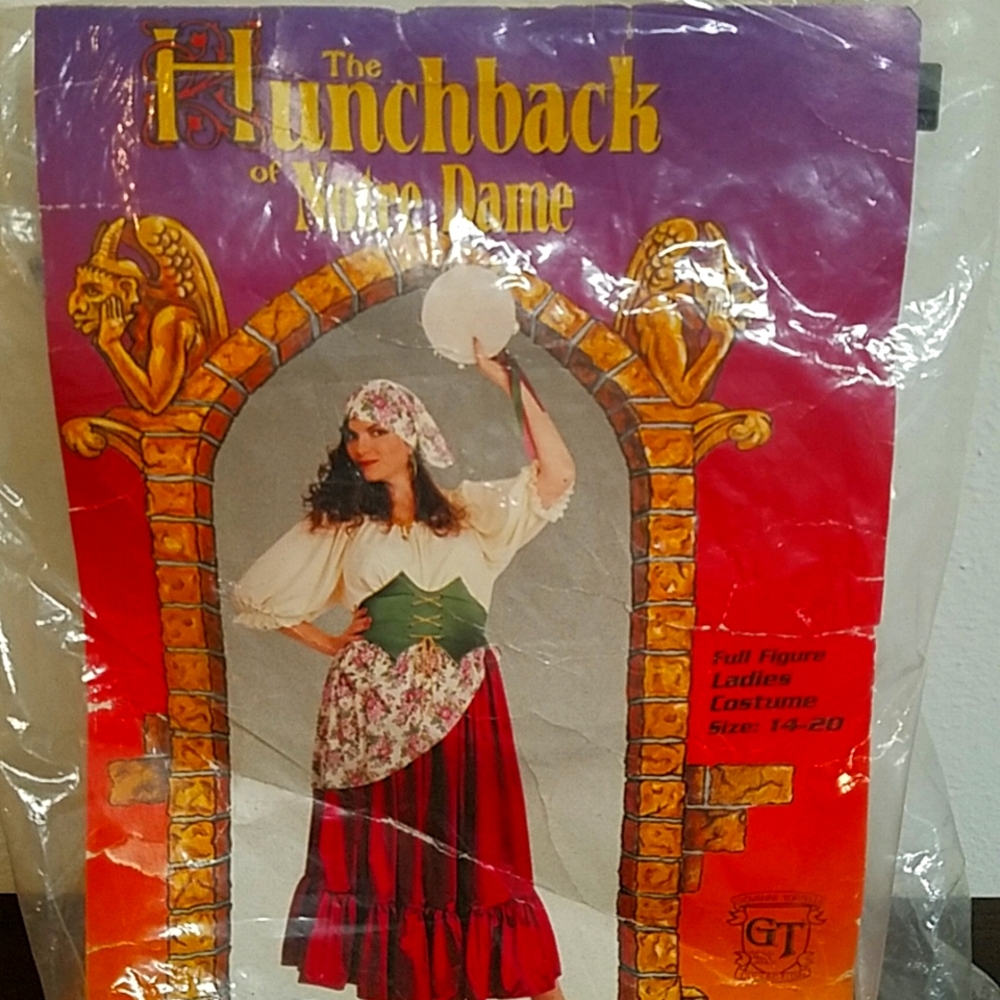 The
Hunchback
of Notre Dame
Full Figure
Ladies
Costume
Size: 14-20
GT